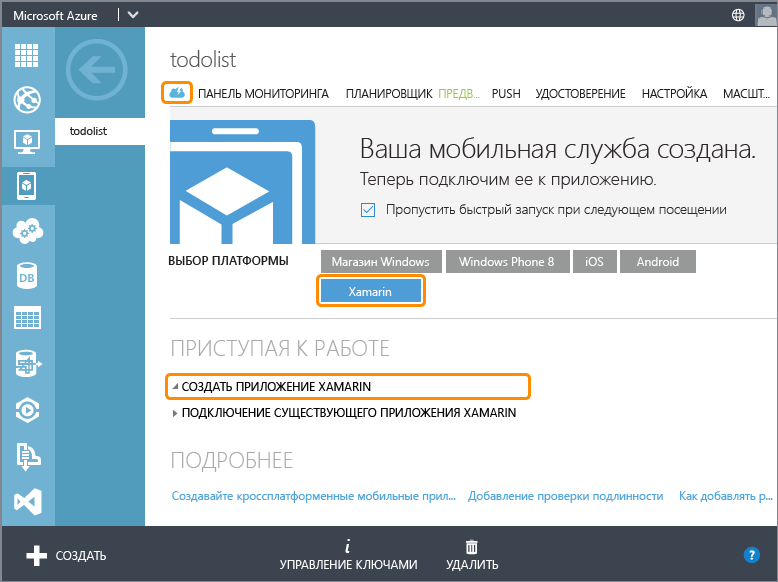 Microsoft Azure
todolist
todolist
ПАНЕЛЬ МОНИТОРИНГА ПЛАНИРОВЩИК ПРЕДВ... PUSH УДОСТОВЕРЕНИЕ НАСТРОЙКА МАСШТ...
Ваша мобильная служба создана.
Теперь подключим ее к приложению.
Пропустить быстрый запуск при следующем посещении
ВЫБОР ПЛАТФОРМЫ
Магазин Windows Windows Phone 8 iOS Android
Xamarin
ПРИСТУПАЯ К РАБОТЕ
СОЗДАТЬ ПРИЛОЖЕНИЕ XAMARIN
ПОДКЛЮЧЕНИЕ СУЩЕСТВУЮЩЕГО ПРИЛОЖЕНИЯ XAMARIN
ПОДРОБНЕЕ
Создавайте кроссплатформенные мобильные прил... Добавление проверки подлинности Как добавлять р...
DB
СОЗДАТЬ
УПРАВЛЕНИЕ КЛЮЧАМИ
УДАЛИТЬ
?